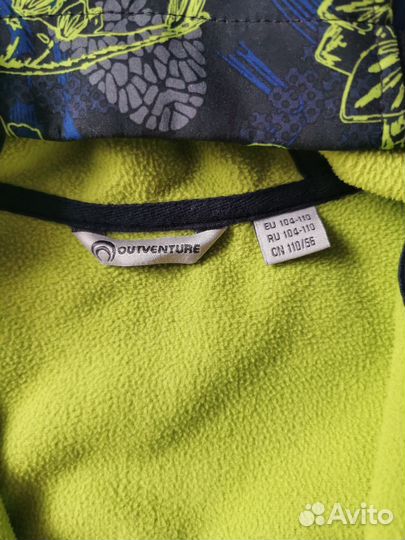 OUTVENTURE
EU 104-110
RU 104-110
CN 110/56
Avito